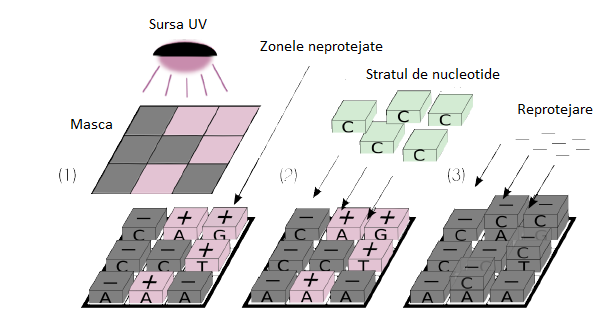 Sursa UV
Zonele neprotejate
Stratul de nucleotide
Masca
Reprotejare
C C C
C C
(1) (2) (3)
− + +
C A G
− − +
C C T
− + −
A A A
− + +
C A G
− − +
C C T
− + −
A A A
− − −
C C C
A
− C
T
− C −
A A A